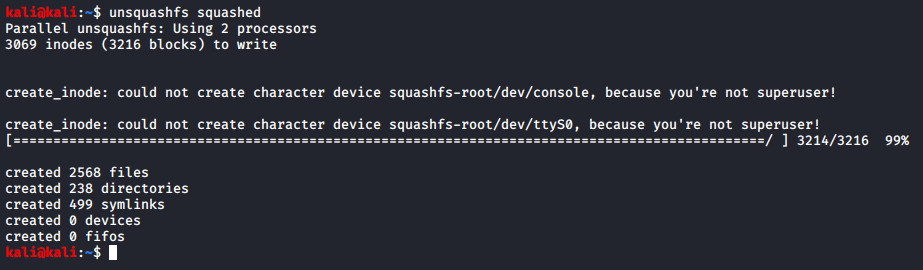 kali@kali:~$ unsquashfs squashed
Parallel unsquashfs: Using 2 processors
3069 inodes (3216 blocks) to write
create_inode: could not create character device squashfs-root/dev/console, because you're not superuser!
create_inode: could not create character device squashfs-root/dev/ttyS0, because you're not superuser!
[==============================================================================================/ ] 3214/3216  99%
created 2568 files
created 238 directories
created 499 symlinks
created 0 devices
created 0 fifos
kali@kali:~$